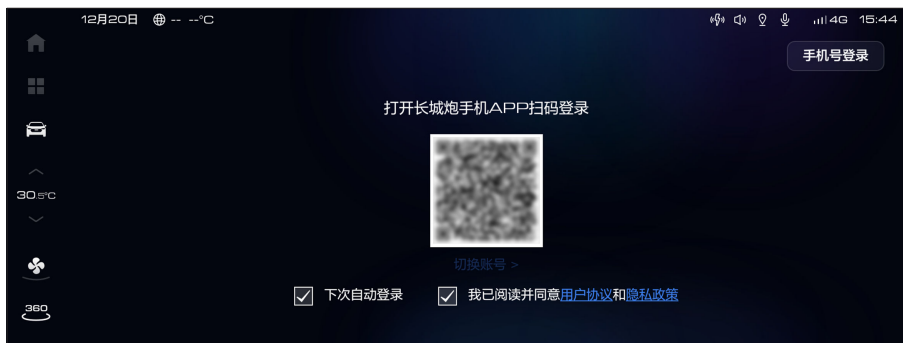 12月20日 -- --°C 4G 15:44
手机号登录
打开长城炮手机APP扫码登录
30.5°C
切换账号 >
下次自动登录 我已阅读并同意用户协议和隐私政策
360